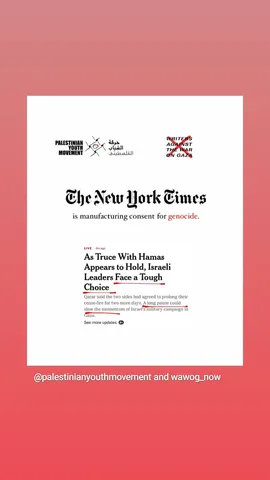 PALESTINIAN
YOUTH
MOVEMENT
حركة
الشباب
الفلسطيني
WRITERS
AGAINST
THE WAR
ON GAZA
The New York Times
is manufacturing consent for genocide.
LIVE
As Truce With Hamas
Appears to Hold, Israeli
Leaders Face a Tough
Choice
Qatar said the two sides had agreed to prolong their
cease-fire for two more days. A long pause could
slow the momentum of Israel's military campaign in
Gaza.
See more updates
@palestinianyouthmovement and wawog_now